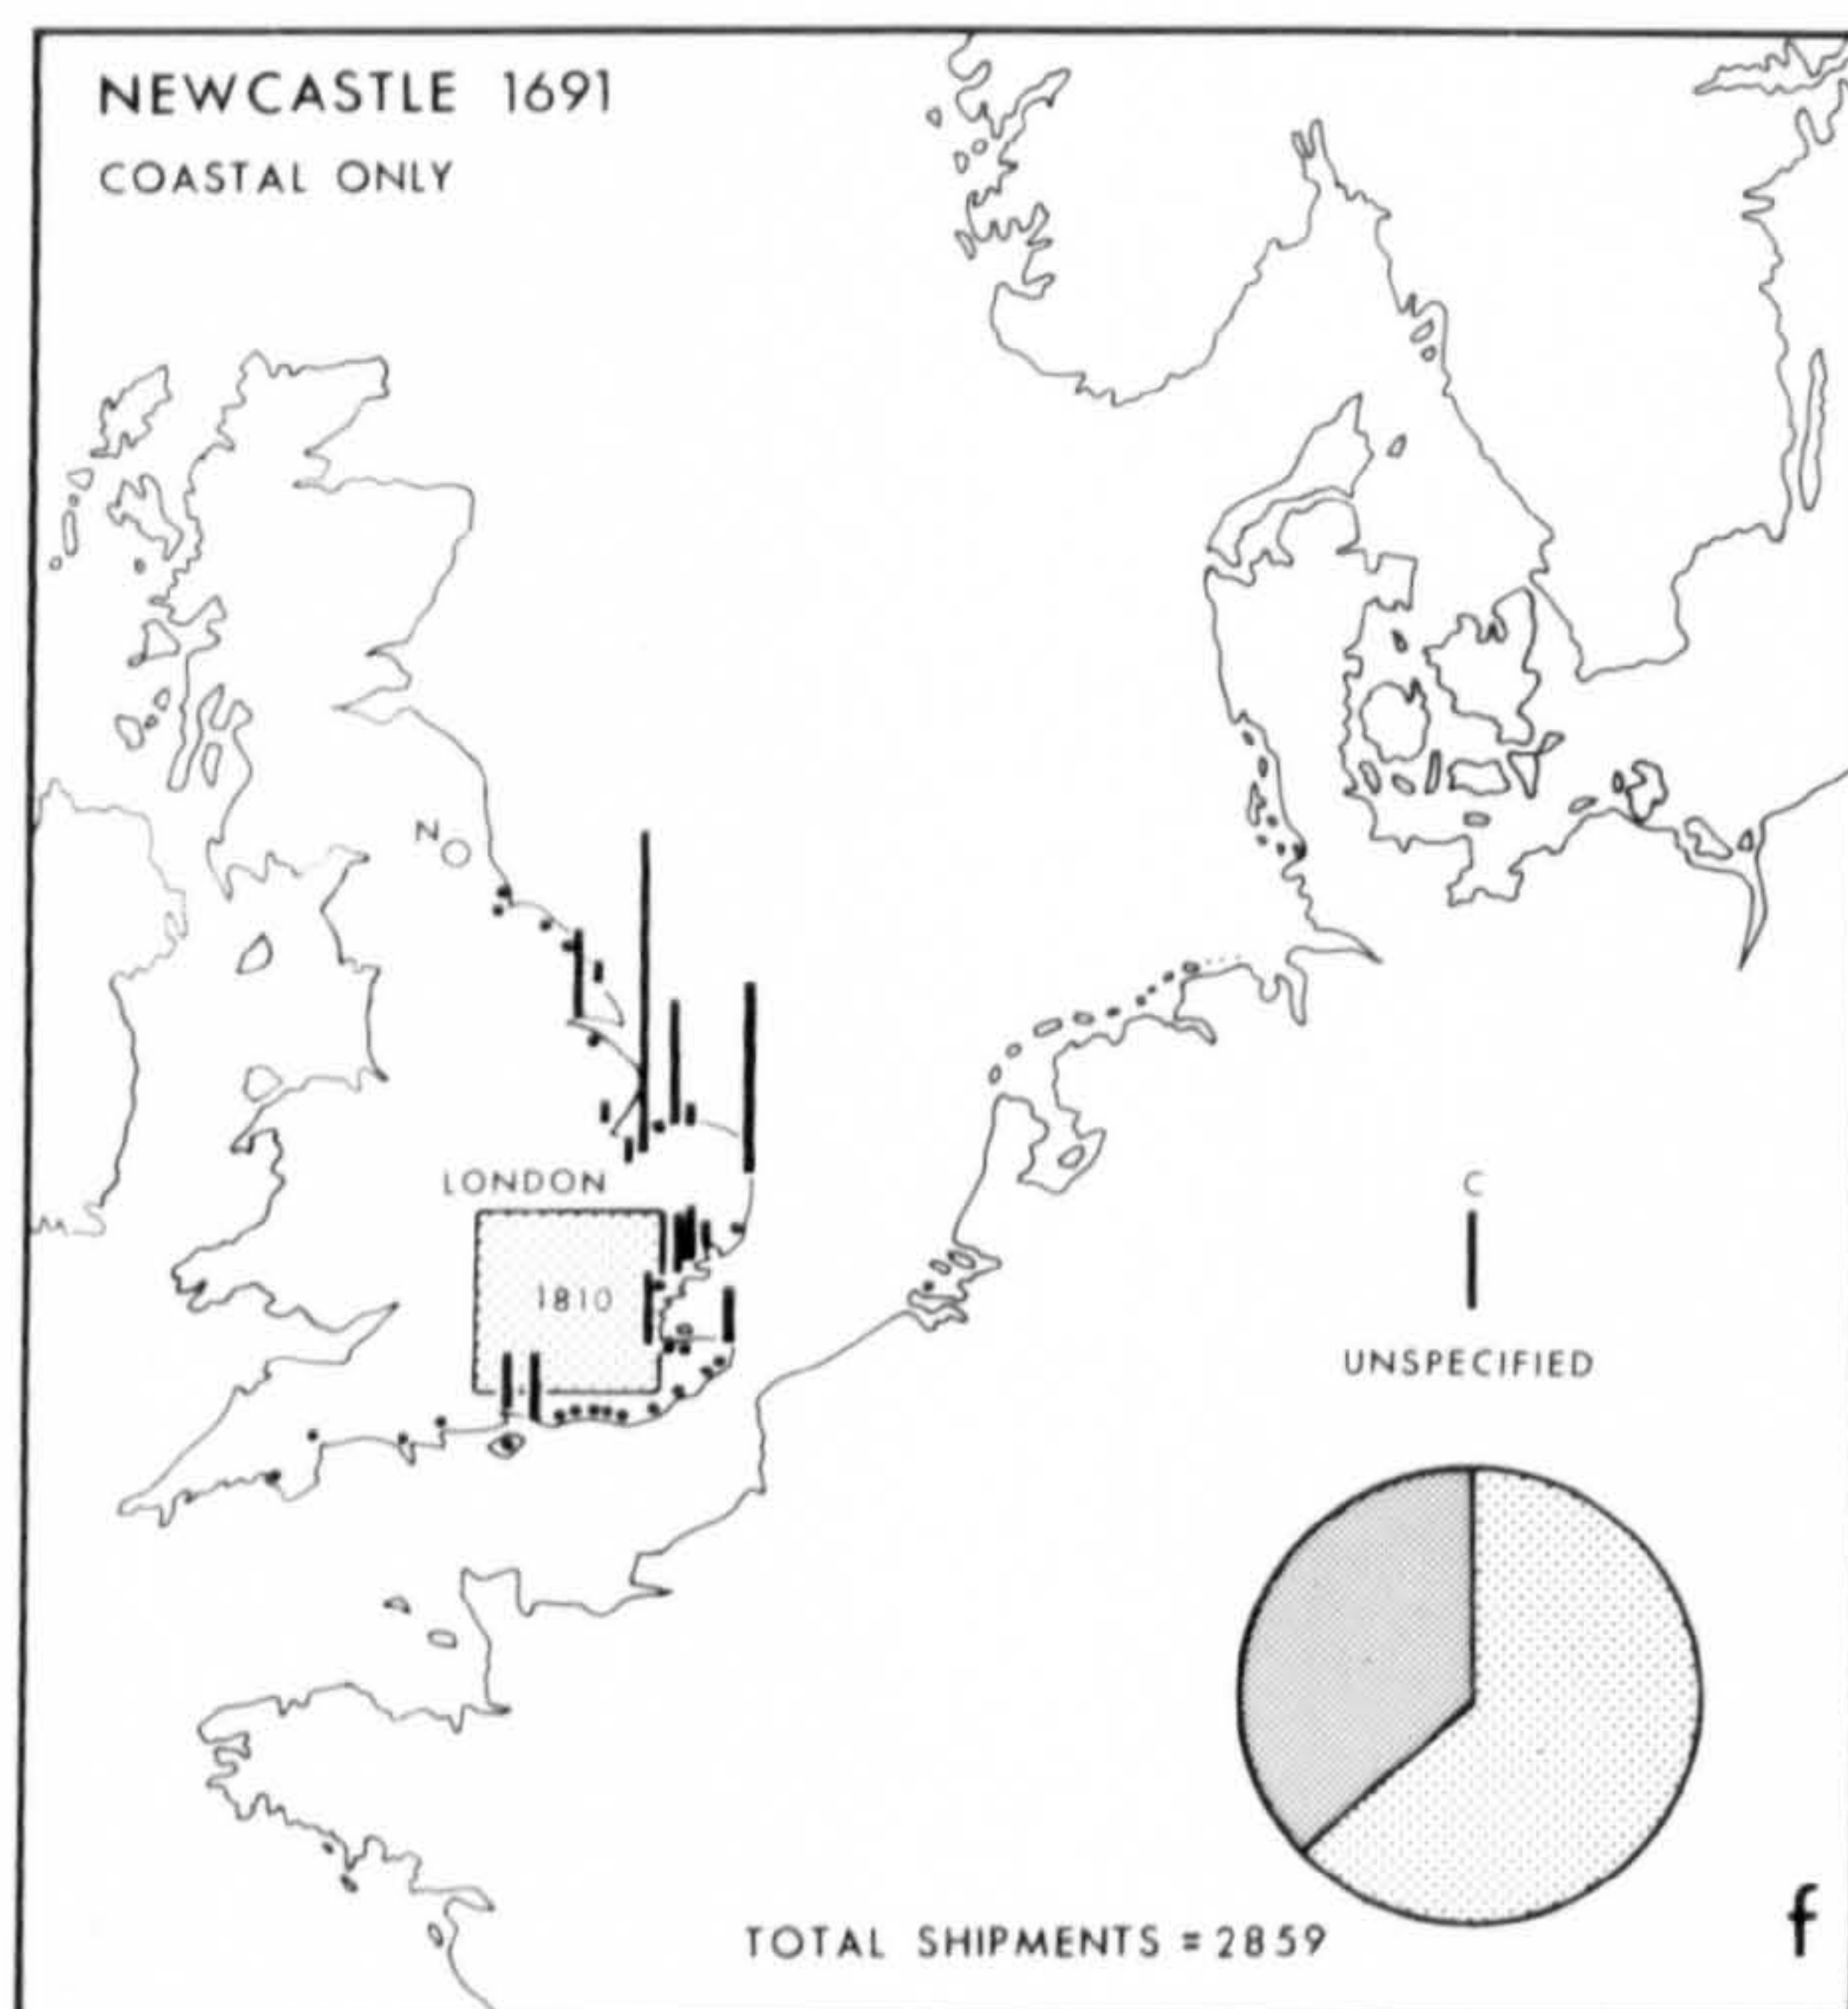 NEWCASTLE 1691
COASTAL ONLY
N
LONDON
1810
C
UNSPECIFIED
TOTAL SHIPMENTS = 2859
f